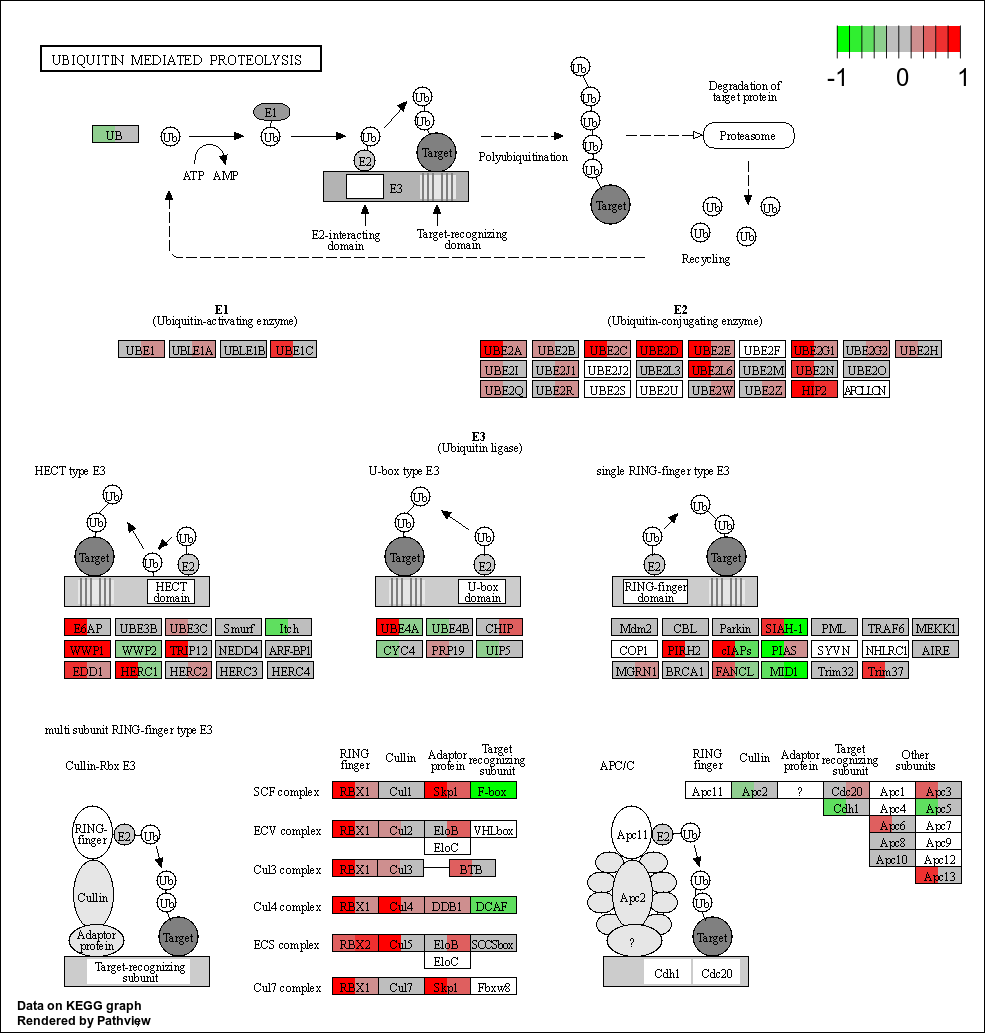 UBIQUITIN MEDIATED PROTEOLYSIS
-1 0 1
UB
Ub
ATP AMP
E1
Ub
Ub
E2
Ub
Ub
Target
E3
E2-interacting
domain
Target-recognizing
domain
Polyubiquitination
Ub
Ub
Ub
Ub
Ub
Target
Degradation of
target protein
Proteasome
Ub
Ub
Ub
Ub
Recycling
E1
(Ubiquitin-activating enzyme)
UBE1 UBLE1A UBLE1B UBE1C
E2
(Ubiquitin-conjugating enzyme)
UBE2A UBE2B UBE2C UBE2D UBE2E UBE2F UBE2G1 UBE2G2 UBE2H
UBE2I UBE2J1 UBE2J2 UBE2L3 UBE2L6 UBE2M UBE2N UBE2O
UBE2Q UBE2R UBE2S UBE2U UBE2W UBE2Z HIP2 APCLLCN
E3
(Ubiquitin ligase)
HECT type E3
Ub
Ub
Target
Ub
Ub
E2
HECT
domain
E6AP UBE3B UBE3C Smurf Itch
WWP1 WWP2 TRIP12 NEDD4 ARF-BP1
EDD1 HERC1 HERC2 HERC3 HERC4
U-box type E3
Ub
Ub
Target
Ub
E2
U-box
domain
UBE4A UBE4B CHIP
CYC4 PRP19 UIP5
single RING-finger type E3
Ub
E2
Ub
Ub
Target
RING-finger
domain
Mdm2 CBL Parkin SIAH-1 PML TRAF6 MEKK1
COP1 PIRH2 cIAPs PIAS SYVN NHLRC1 AIRE
MGRN1 BRCA1 FANCL MID1 Trim32 Trim37
multi subunit RING-finger type E3
Cullin-Rbx E3
RING-
finger
E2
Ub
Cullin
Ub
Ub
Adaptor
protein
Target
Target-recognizing
subunit
RING
finger
Cullin
Adaptor
protein
Target
recognizing
subunit
SCF complex RBX1 Cul1 Skp1 F-box
ECV complex RBX1 Cul2 EloB VHLbox
EloC
Cul3 complex RBX1 Cul3 BTB
Cul4 complex RBX1 Cul4 DDB1 DCAF
ECS complex RBX2 Cul5 EloB SOCSbox
EloC
Cul7 complex RBX1 Cul7 Skp1 Fbxw8
APC/C
RING
finger
Cullin
Adaptor
protein
Target
recognizing
subunit
Other
subunits
Apc11 Apc2 ? Cdc20 Apc1 Apc3
Cdh1 Apc4 Apc5
Apc6 Apc7
Apc8 Apc9
Apc10 Apc12
Apc13
Apc11
E2
Ub
Apc2
Ub
Ub
?
Target
Cdh1 Cdc20
Data on KEGG graph
Rendered by Pathview